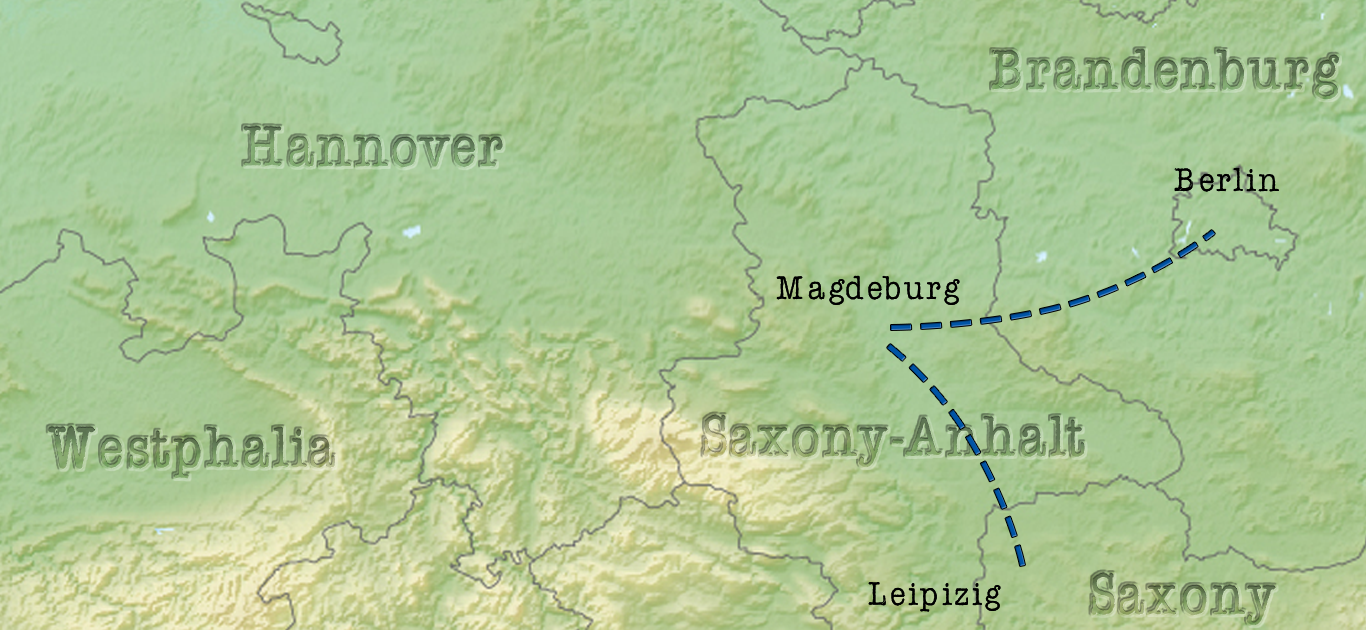 Brandenburg
Hannover
Berlin
Magdeburg
Westphalia
Saxony-Anhalt
Leipizig
Saxony